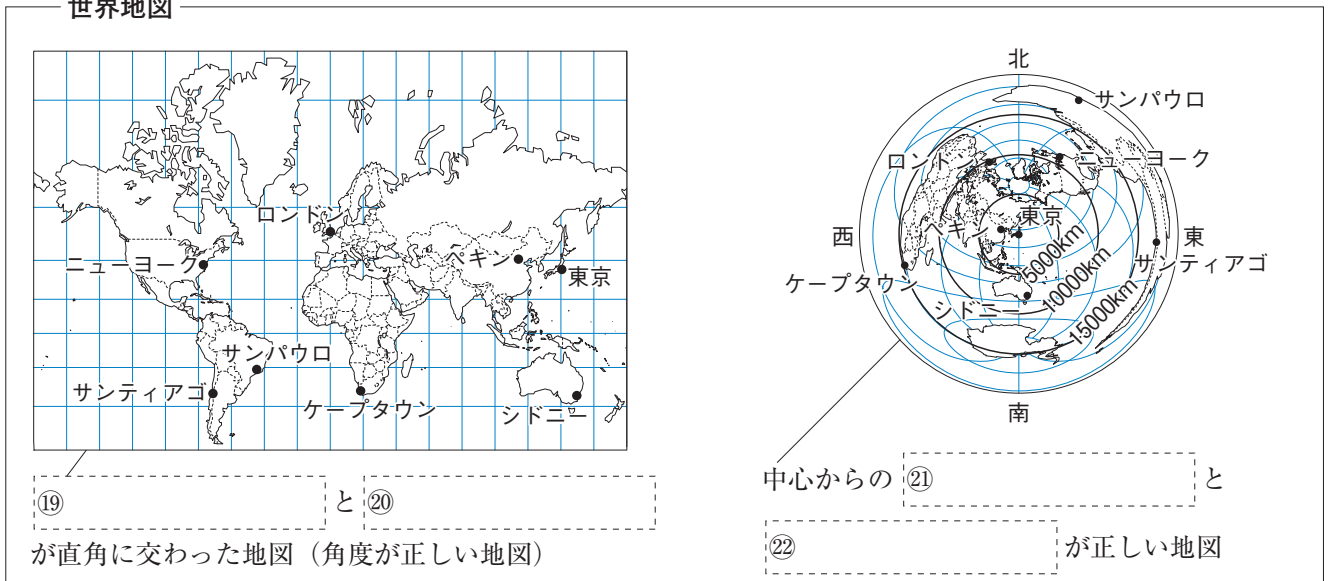 世界地図
ロンドン
ニューヨーク
ペキン
東京
サンパウロ
サンティアゴ
ケープタウン
シドニー
⑲ と ⑳
が直角に交わった地図（角度が正しい地図）
北
サンパウロ
ロンドン
ニューヨーク
東京
ペキン
西
東
サンティアゴ
ケープタウン
5000km
シドニー
10000km
15000km
南
中心からの ㉑ と
㉒ が正しい地図